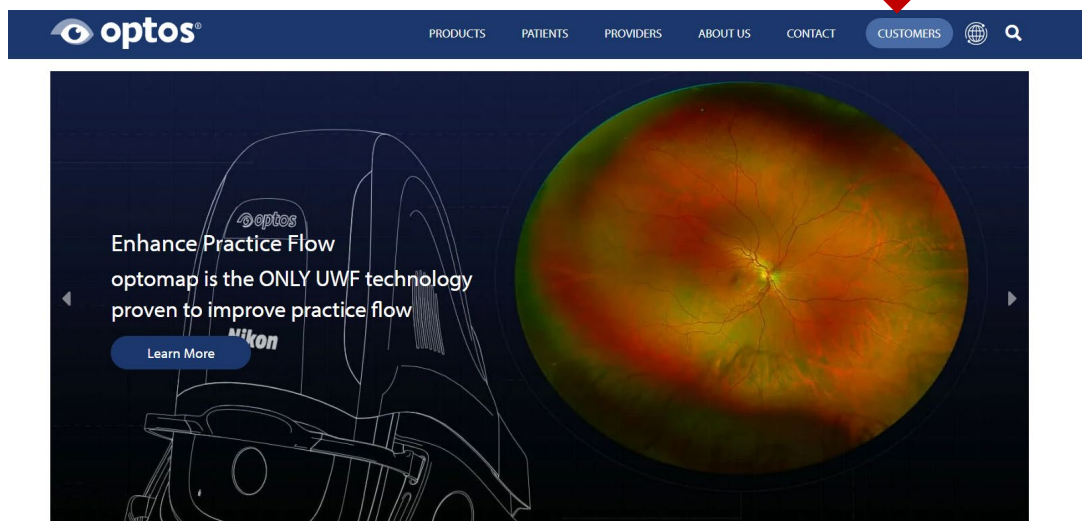 optos®
PRODUCTS PATIENTS PROVIDERS ABOUT US CONTACT CUSTOMERS
optos
Enhance Practice Flow
optomap is the ONLY UWF technology
proven to improve practice flow
Nikon
Learn More